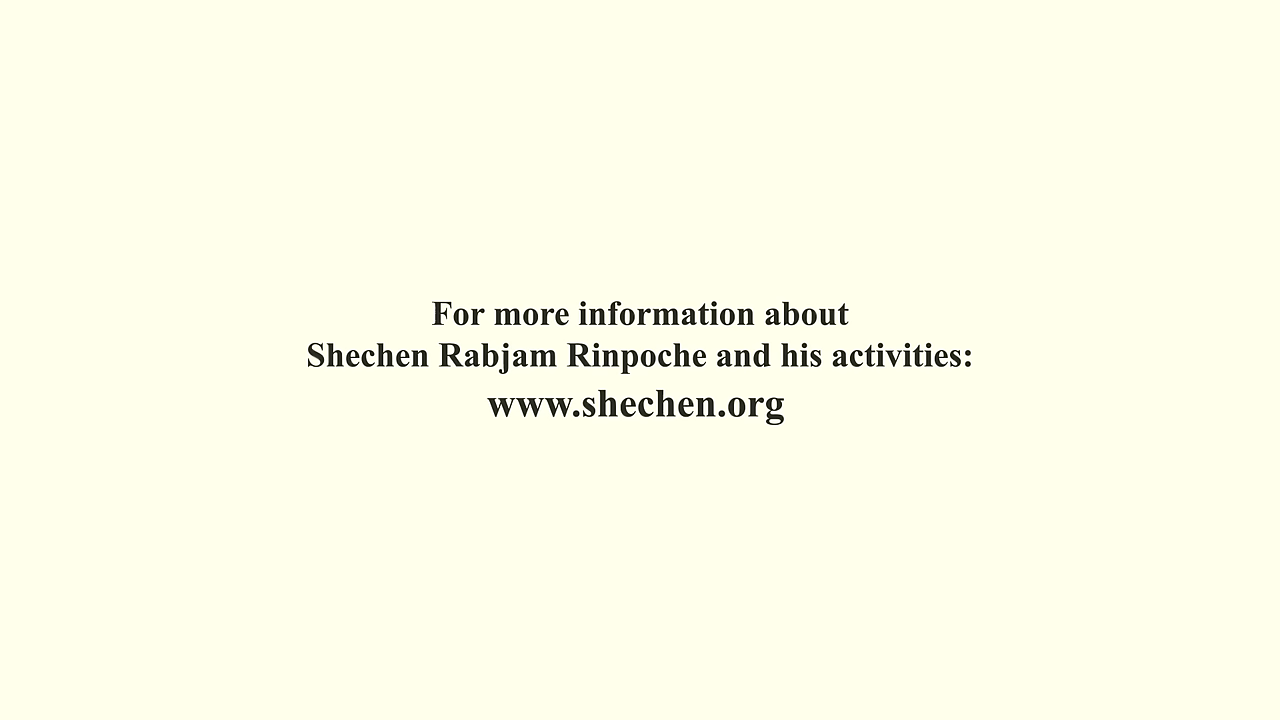 For more information about
Shechen Rabjam Rinpoche and his activities:
www.shechen.org